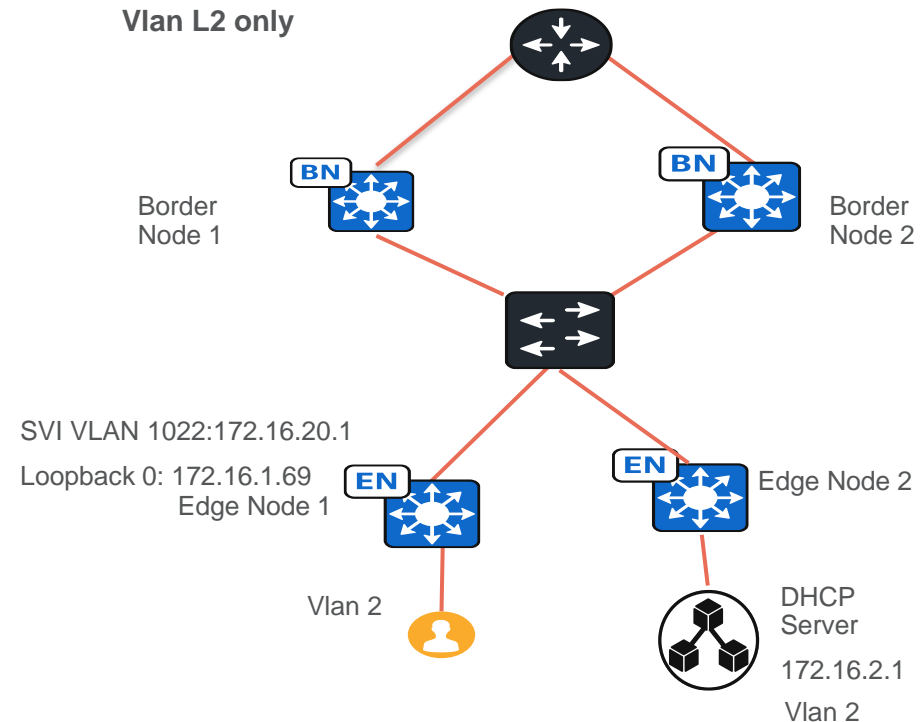 Vlan L2 only
BN
BN
Border
Node 1
Border
Node 2
SVI VLAN 1022:172.16.20.1
Loopback 0: 172.16.1.69
EN
Edge Node 1
EN
Edge Node 2
Vlan 2
DHCP
Server
172.16.2.1
Vlan 2